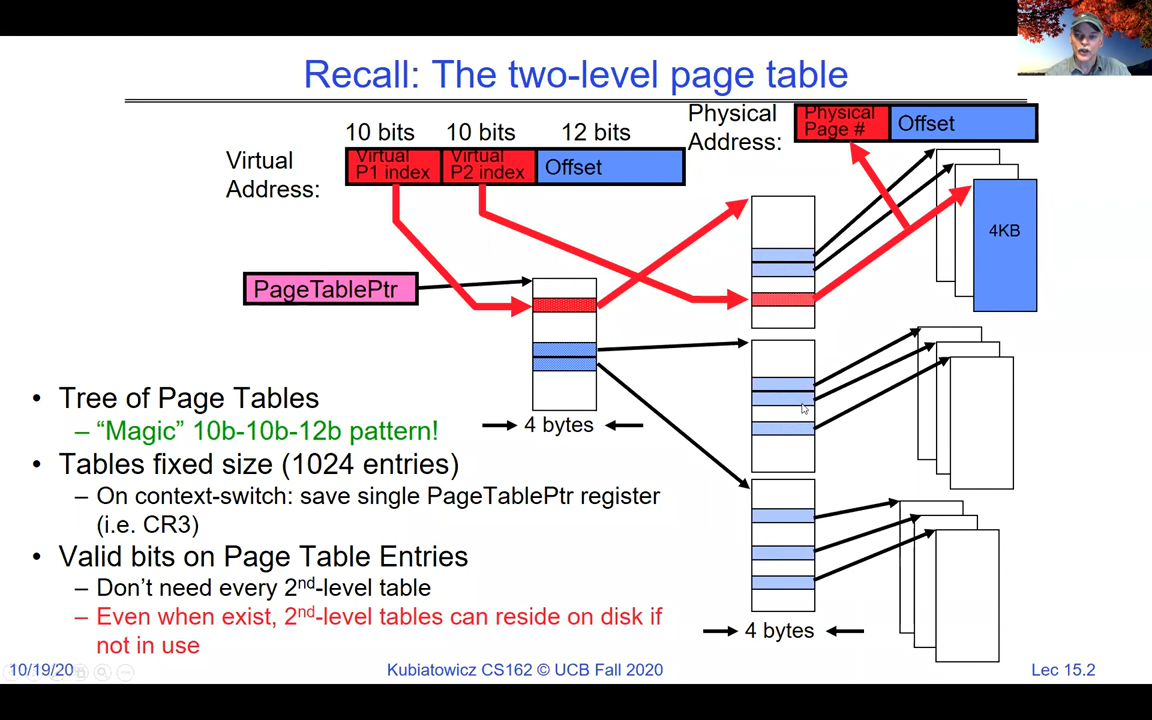 Recall: The two-level page table
10 bits
10 bits
12 bits
Virtual
Address:
Virtual
P1 index
Virtual
P2 index
Offset
Physical
Address:
Physical
Page #
Offset
4KB
PageTablePtr
4 bytes
4 bytes
• Tree of Page Tables
– “Magic” 10b-10b-12b pattern!
• Tables fixed size (1024 entries)
– On context-switch: save single PageTablePtr register
(i.e. CR3)
• Valid bits on Page Table Entries
– Don’t need every 2nd-level table
– Even when exist, 2nd-level tables can reside on disk if
not in use
10/19/20
Kubiatowicz CS162 © UCB Fall 2020
Lec 15.2